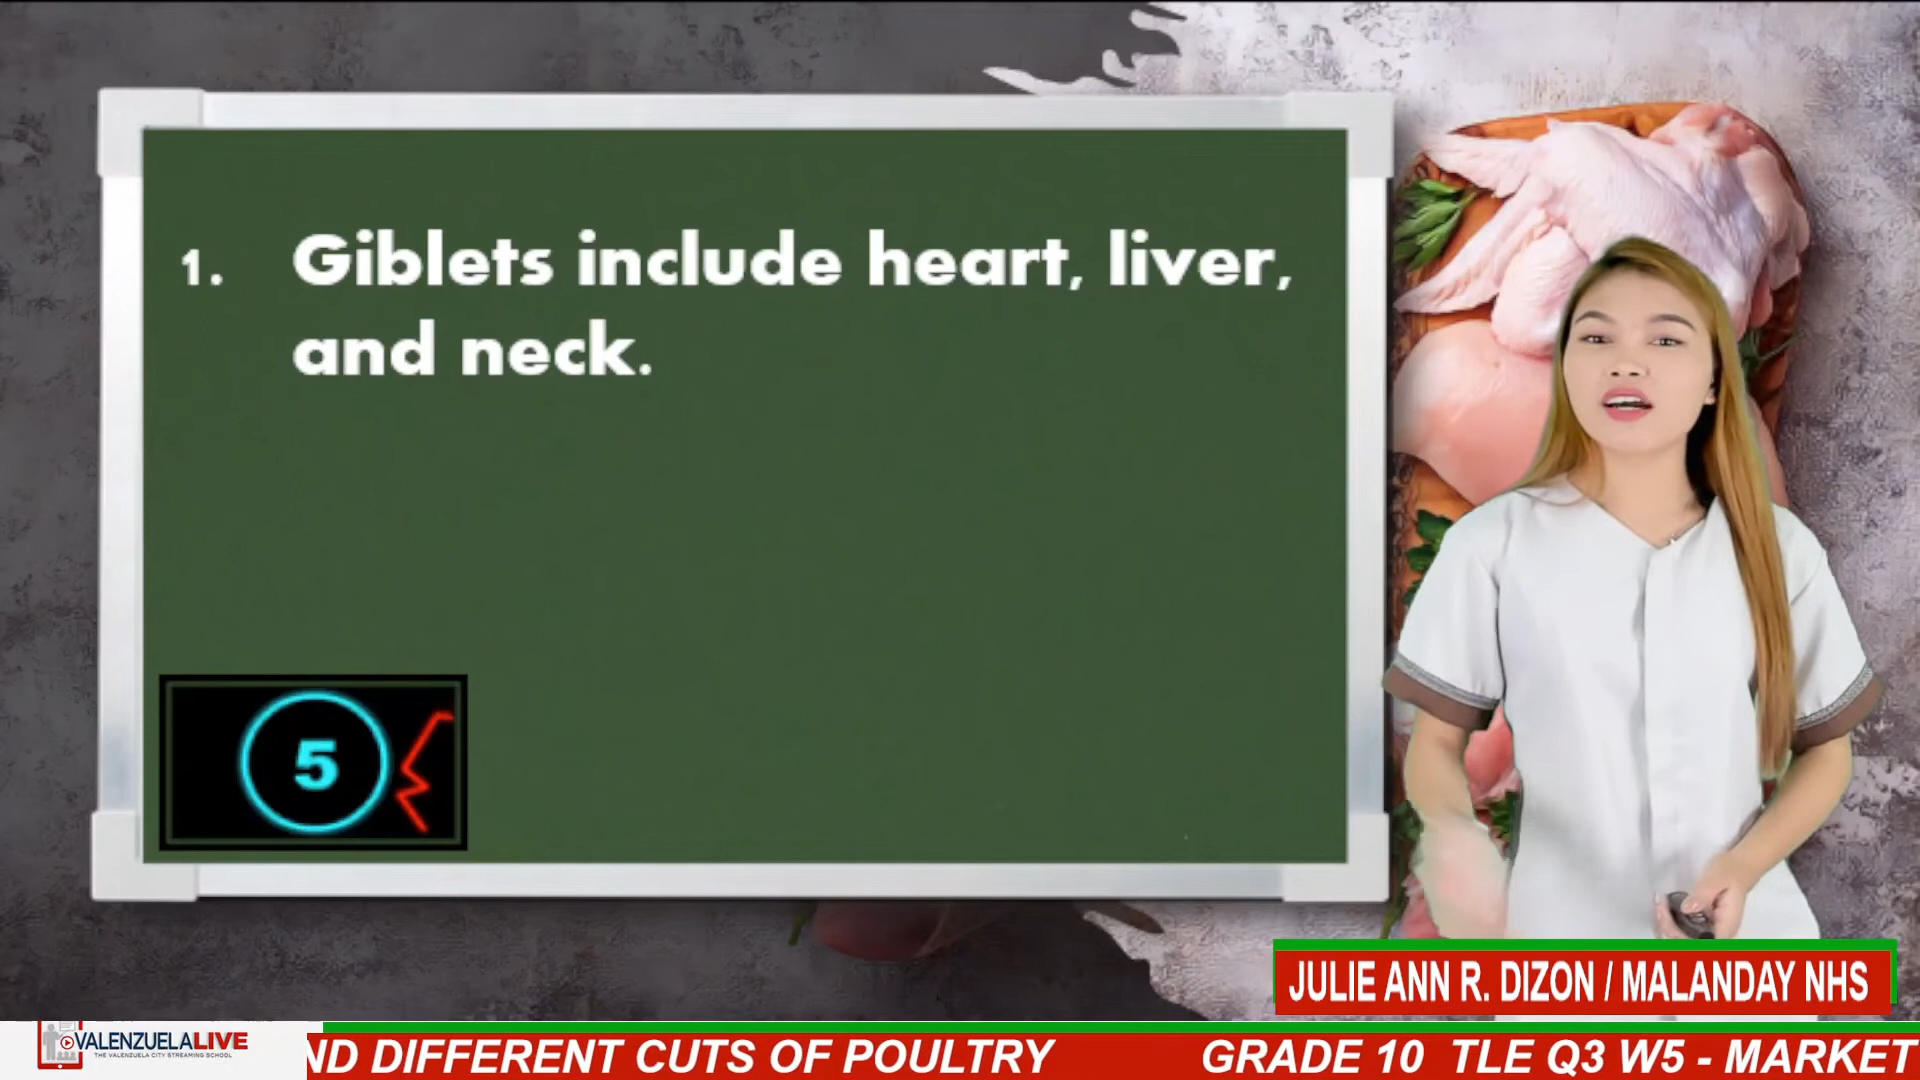 1. Giblets include heart, liver,
and neck.
5
JULIE ANN R. DIZON / MALANDAY NHS
VALENZUELALIVE
THE VALENZUELA CITY STREAMING SCHOOL
ND DIFFERENT CUTS OF POULTRY GRADE 10 TLE Q3 W5 - MARKET